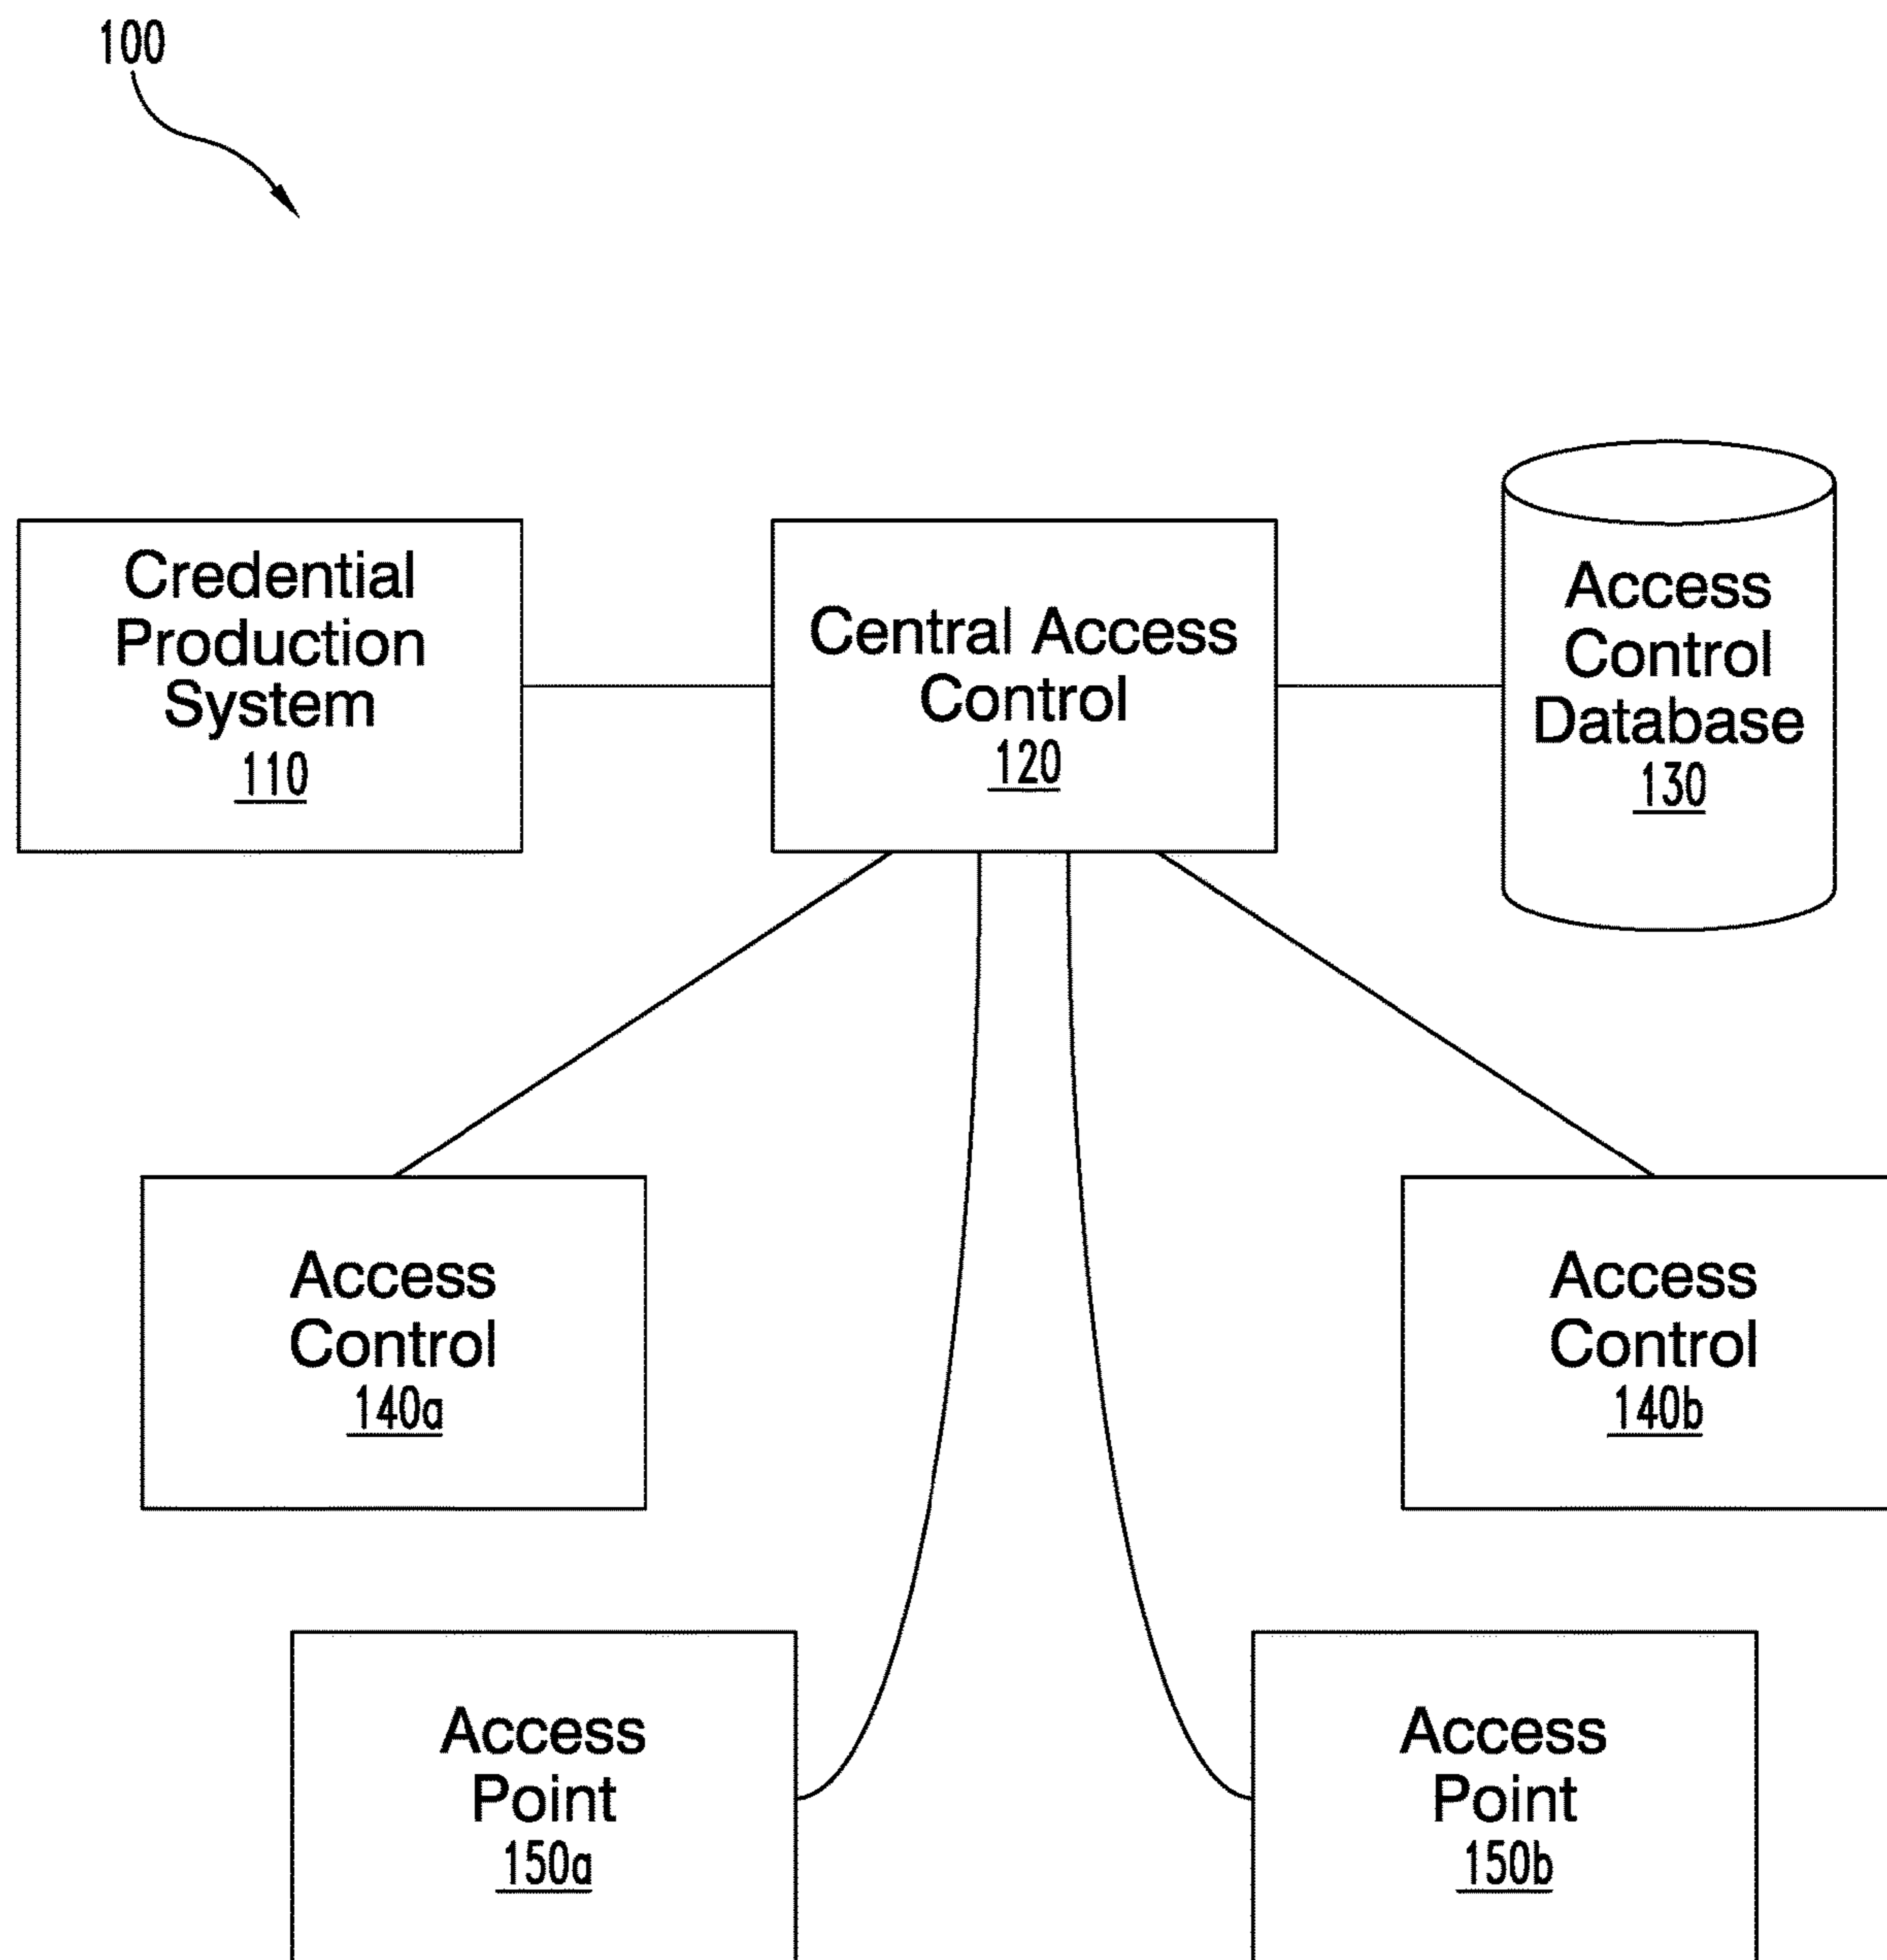 100
Credential
Production
System
110
Central Access
Control
120
Access
Control
Database
130
Access
Control
140a
Access
Control
140b
Access
Point
150a
Access
Point
150b